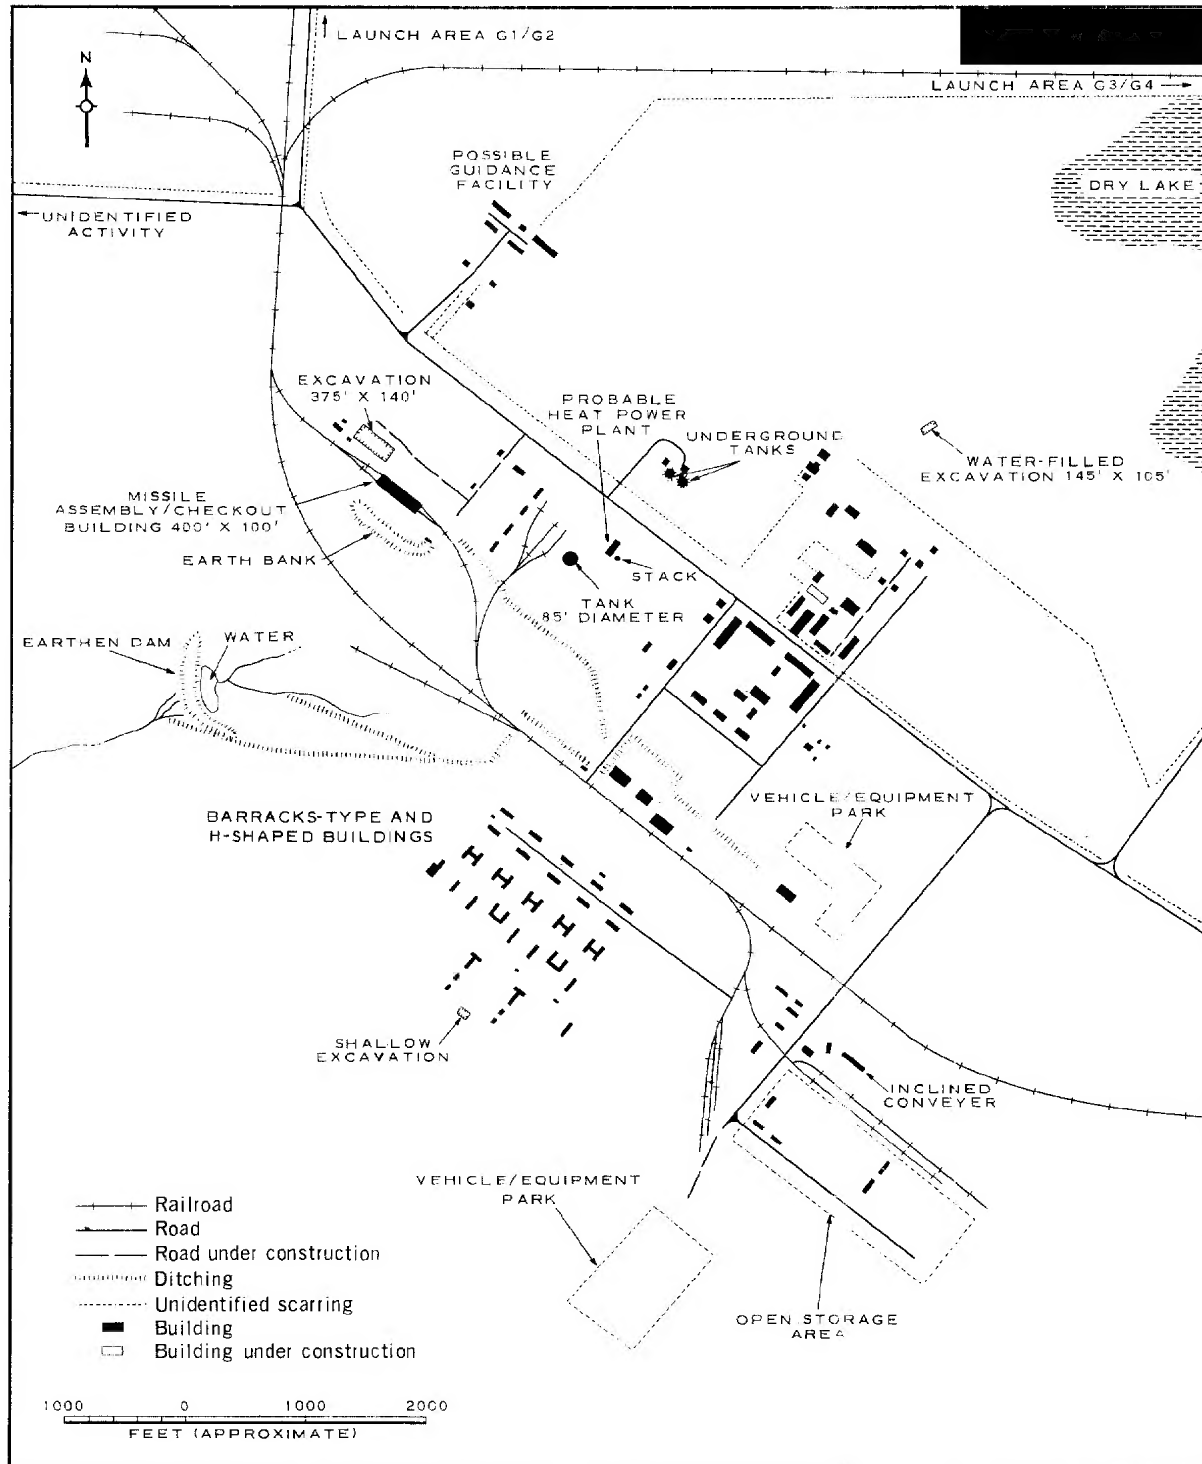 LAUNCH AREA G1/G2
N
LAUNCH AREA G3/G4
POSSIBLE
GUIDANCE
FACILITY
DRY LAKE
UNIDENTIFIED
ACTIVITY
EXCAVATION
375' X 140'
PROBABLE
HEAT POWER
PLANT
UNDERGROUND
TANKS
WATER-FILLED
EXCAVATION 145' X 105'
MISSILE
ASSEMBLY/CHECKOUT
BUILDING 400' X 100'
EARTH BANK
STACK
TANK
85' DIAMETER
EARTHEN DAM
WATER
BARRACKS-TYPE AND
H-SHAPED BUILDINGS
VEHICLE/EQUIPMENT
PARK
SHALLOW
EXCAVATION
INCLINED
CONVEYER
VEHICLE/EQUIPMENT
PARK
OPEN STORAGE
AREA
Railroad
Road
Road under construction
Ditching
Unidentified scarring
Building
Building under construction
1000 0 1000 2000
FEET (APPROXIMATE)